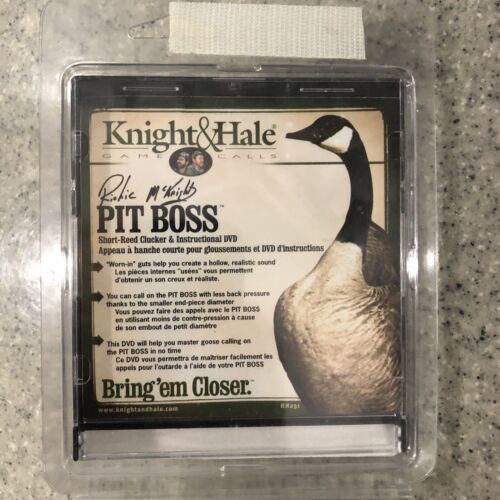 Knight&Hale®
GAME CALLS
Richie McKnight
PIT BOSS™
Short-Reed Clucker & Instructional DVD
Appeau à hanche courte pour gloussements et DVD d'instructions
"Worn-in" guts help you create a hollow, realistic sound
Les pièces internes "usées" vous permettent
d'obtenir un son creux et réaliste.
You can call on the PIT BOSS with less back pressure
thanks to the smaller end-piece diameter
Vous pouvez faire des appels avec le PIT BOSS
en utilisant moins de contre-pression à cause
de son embout de petit diamètre
This DVD will help you master goose calling on
the PIT BOSS in no time
Ce DVD vous permettra de maîtriser facilement les
appels pour l'outarde à l'aide de votre PIT BOSS
Bring'em Closer.™
www.knightandhale.com
KH231